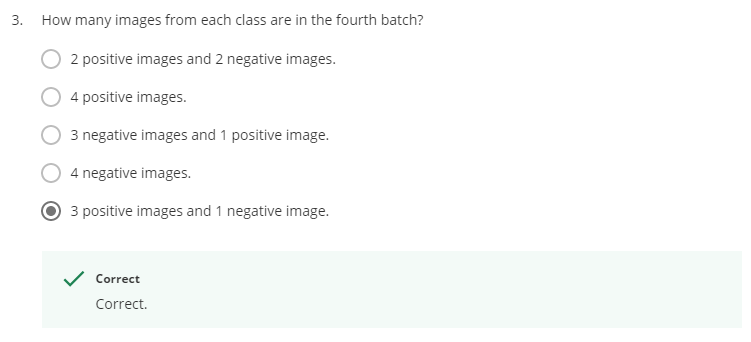 3. How many images from each class are in the fourth batch?
2 positive images and 2 negative images.
4 positive images.
3 negative images and 1 positive image.
4 negative images.
3 positive images and 1 negative image.
Correct
Correct.